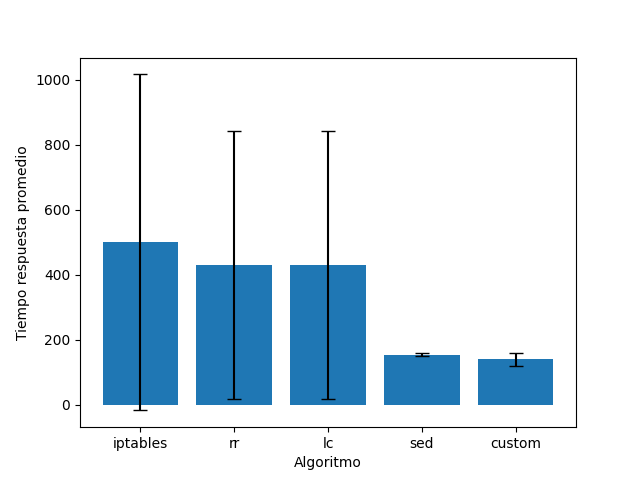 1000
800
600
400
200
0
Tiempo respuesta promedio
iptables rr lc sed custom
Algoritmo